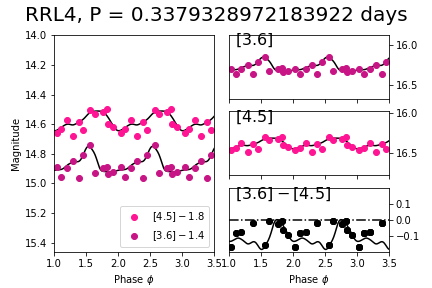 RRL4, P = 0.3379328972183922 days
14.0
14.2
14.4
14.6
14.8
15.0
15.2
15.4
Magnitude
[4.5] − 1.8
[3.6] − 1.4
1.0 1.5 2.0 2.5 3.0 3.5
Phase ϕ
[3.6]
16.0
16.5
[4.5]
16.0
16.5
[3.6] − [4.5]
0.1
0.0
−0.1
1.0 1.5 2.0 2.5 3.0 3.5
Phase ϕ